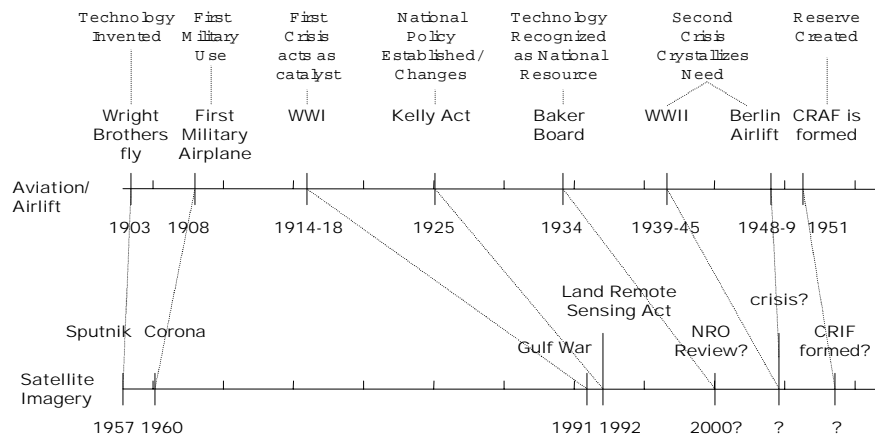 Technology
Invented
First
Military
Use
First
Crisis
acts as
catalyst
National
Policy
Established/
Changes
Technology
Recognized
as National
Resource
Second
Crisis
Crystallizes
Need
Reserve
Created
Wright
Brothers
fly
First
Military
Airplane
WWI
Kelly Act
Baker
Board
WWII
Berlin
Airlift
CRAF is
formed
Aviation/
Airlift
1903
1908
1914-18
1925
1934
1939-45
1948-9
1951
Sputnik
Corona
Gulf War
Land Remote
Sensing Act
NRO
Review?
crisis?
CRIF
formed?
Satellite
Imagery
1957
1960
1991
1992
2000?
?
?